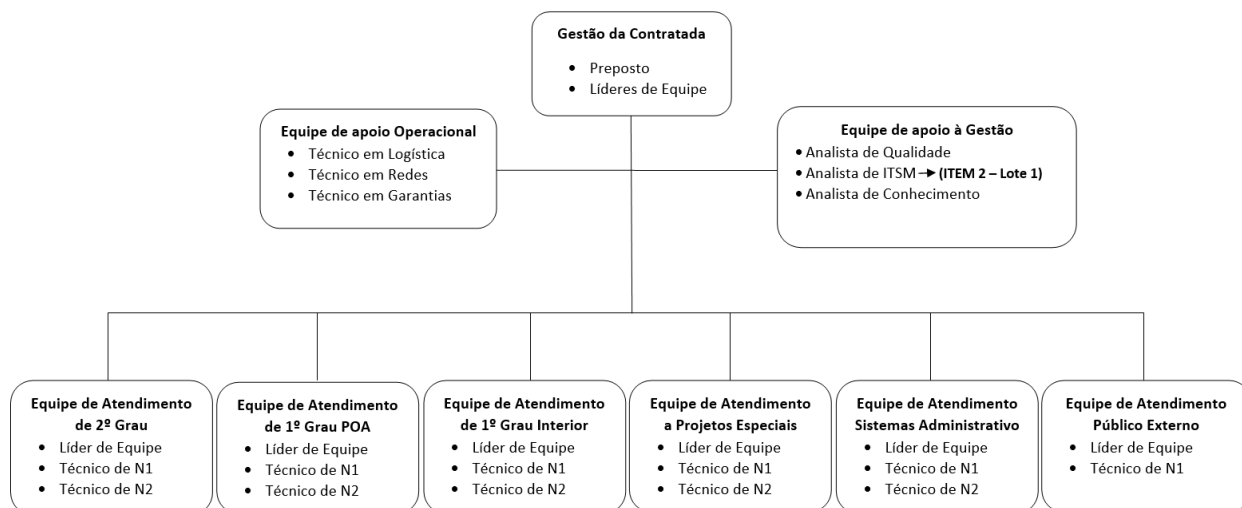 Gestão da Contratada
• Preposto
• Líderes de Equipe
Equipe de apoio Operacional
• Técnico em Logística
• Técnico em Redes
• Técnico em Garantias
Equipe de apoio à Gestão
• Analista de Qualidade
• Analista de ITSM → (ITEM 2 – Lote 1)
• Analista de Conhecimento
Equipe de Atendimento
de 2º Grau
• Líder de Equipe
• Técnico de N1
• Técnico de N2
Equipe de Atendimento
de 1º Grau POA
• Líder de Equipe
• Técnico de N1
• Técnico de N2
Equipe de Atendimento
de 1º Grau Interior
• Líder de Equipe
• Técnico de N1
• Técnico de N2
Equipe de Atendimento
a Projetos Especiais
• Líder de Equipe
• Técnico de N1
• Técnico de N2
Equipe de Atendimento
Sistemas Administrativo
• Líder de Equipe
• Técnico de N1
• Técnico de N2
Equipe de Atendimento
Público Externo
• Líder de Equipe
• Técnico de N1